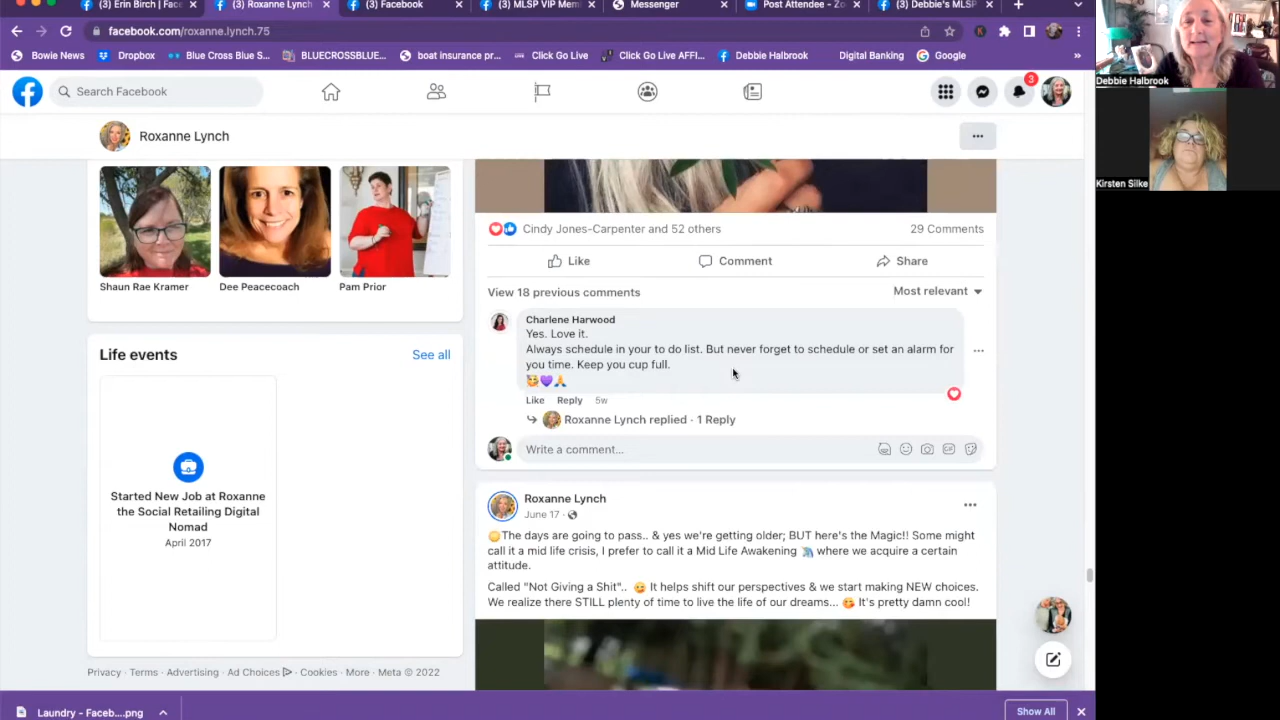 (3) Erin Birch | Face
(3) Roxanne Lynch
(3) Facebook
(3) MLSP VIP Mem
Messenger
Post Attendee - Zo
(3) Debbie's MLSP
facebook.com/roxanne.lynch.75
Bowie News
Dropbox
Blue Cross Blue S...
BLUECROSSBLUE...
boat insurance pr...
Click Go Live
Click Go Live AFFI...
Debbie Halbrook
Digital Banking
Google
Search Facebook
3
Roxanne Lynch
Shaun Rae Kramer
Dee Peacecoach
Pam Prior
Life events
See all
Started New Job at Roxanne
the Social Retailing Digital
Nomad
April 2017
Privacy · Terms · Advertising · Ad Choices · Cookies · More · Meta © 2022
Cindy Jones-Carpenter and 52 others
29 Comments
Like
Comment
Share
View 18 previous comments
Most relevant
Charlene Harwood
Yes. Love it.
Always schedule in your to do list. But never forget to schedule or set an alarm for
you time. Keep you cup full.
🥰💜🙏
Like Reply 5w
Roxanne Lynch replied · 1 Reply
Write a comment...
Roxanne Lynch
June 17 ·
The days are going to pass.. & yes we're getting older; BUT here's the Magic!! Some might
call it a mid life crisis, I prefer to call it a Mid Life Awakening where we acquire a certain
attitude.
Called "Not Giving a Shit".. 😉 It helps shift our perspectives & we start making NEW choices.
We realize there STILL plenty of time to live the life of our dreams... 😋 It's pretty damn cool!
Laundry - Faceb....png
Show All
Debbie Halbrook
Kirsten Silke